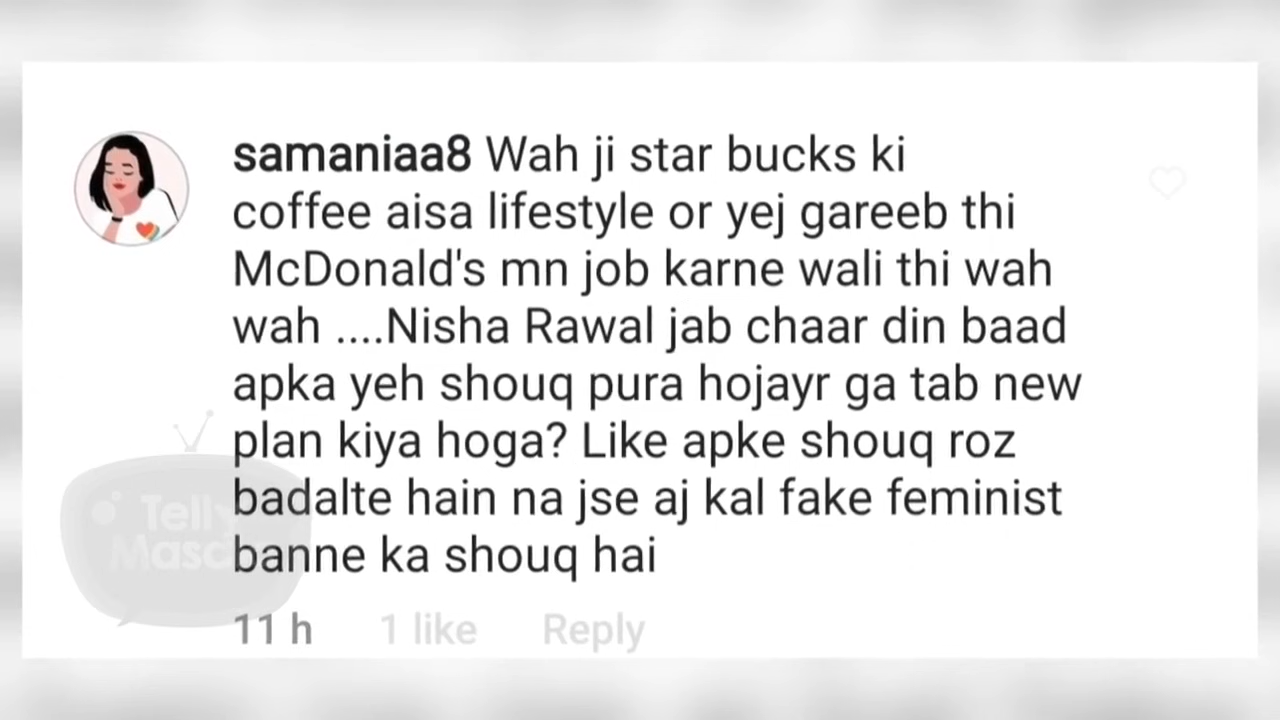 samaniaa8 Wah ji star bucks ki
coffee aisa lifestyle or yej gareeb thi
McDonald's mn job karne wali thi wah
wah ....Nisha Rawal jab chaar din baad
apka yeh shouq pura hojayr ga tab new
plan kiya hoga? Like apke shouq roz
badalte hain na jse aj kal fake feminist
banne ka shouq hai
11 h 1 like Reply
Telly